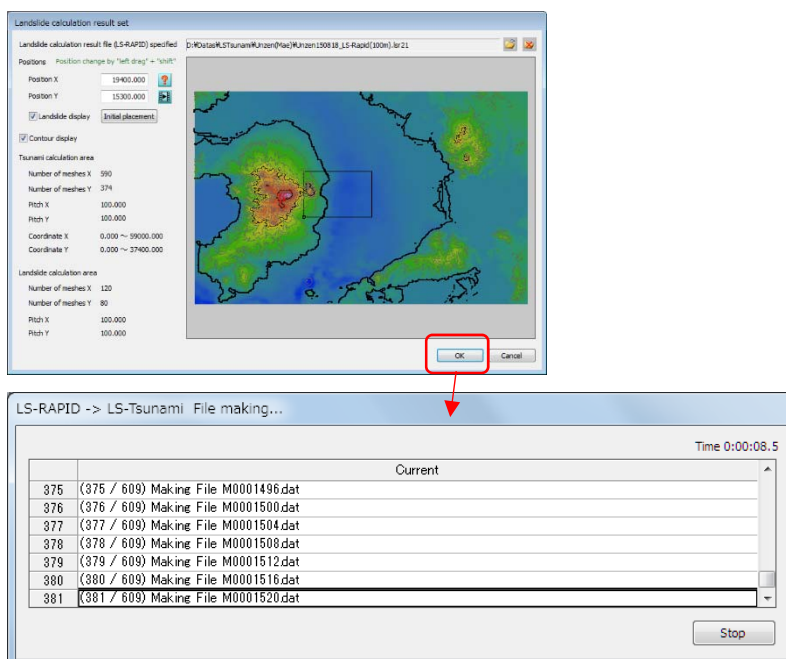 Landslide calculation result set
Landslide calculation result file (LS-RAPID) specified D:¥Datas¥LSTsunami¥Unzen(Mae)¥Unzen150818_LS-Rapid(100m).lsr21
Positions Position change by "left drag" + "shift"
Position X 19400.000
Position Y 15300.000
Landslide display Initial placement
Contour display
Tsunami calculation area
Number of meshes X 590
Number of meshes Y 374
Pitch X 100.000
Pitch Y 100.000
Coordinate X 0.000 ~ 59000.000
Coordinate Y 0.000 ~ 37400.000
Landslide calculation area
Number of meshes X 120
Number of meshes Y 80
Pitch X 100.000
Pitch Y 100.000
OK Cancel
LS-RAPID -> LS-Tsunami File making...
Time 0:00:08.5
Current
375 (375 / 609) Making File M0001496.dat
376 (376 / 609) Making File M0001500.dat
377 (377 / 609) Making File M0001504.dat
378 (378 / 609) Making File M0001508.dat
379 (379 / 609) Making File M0001512.dat
380 (380 / 609) Making File M0001516.dat
381 (381 / 609) Making File M0001520.dat
Stop